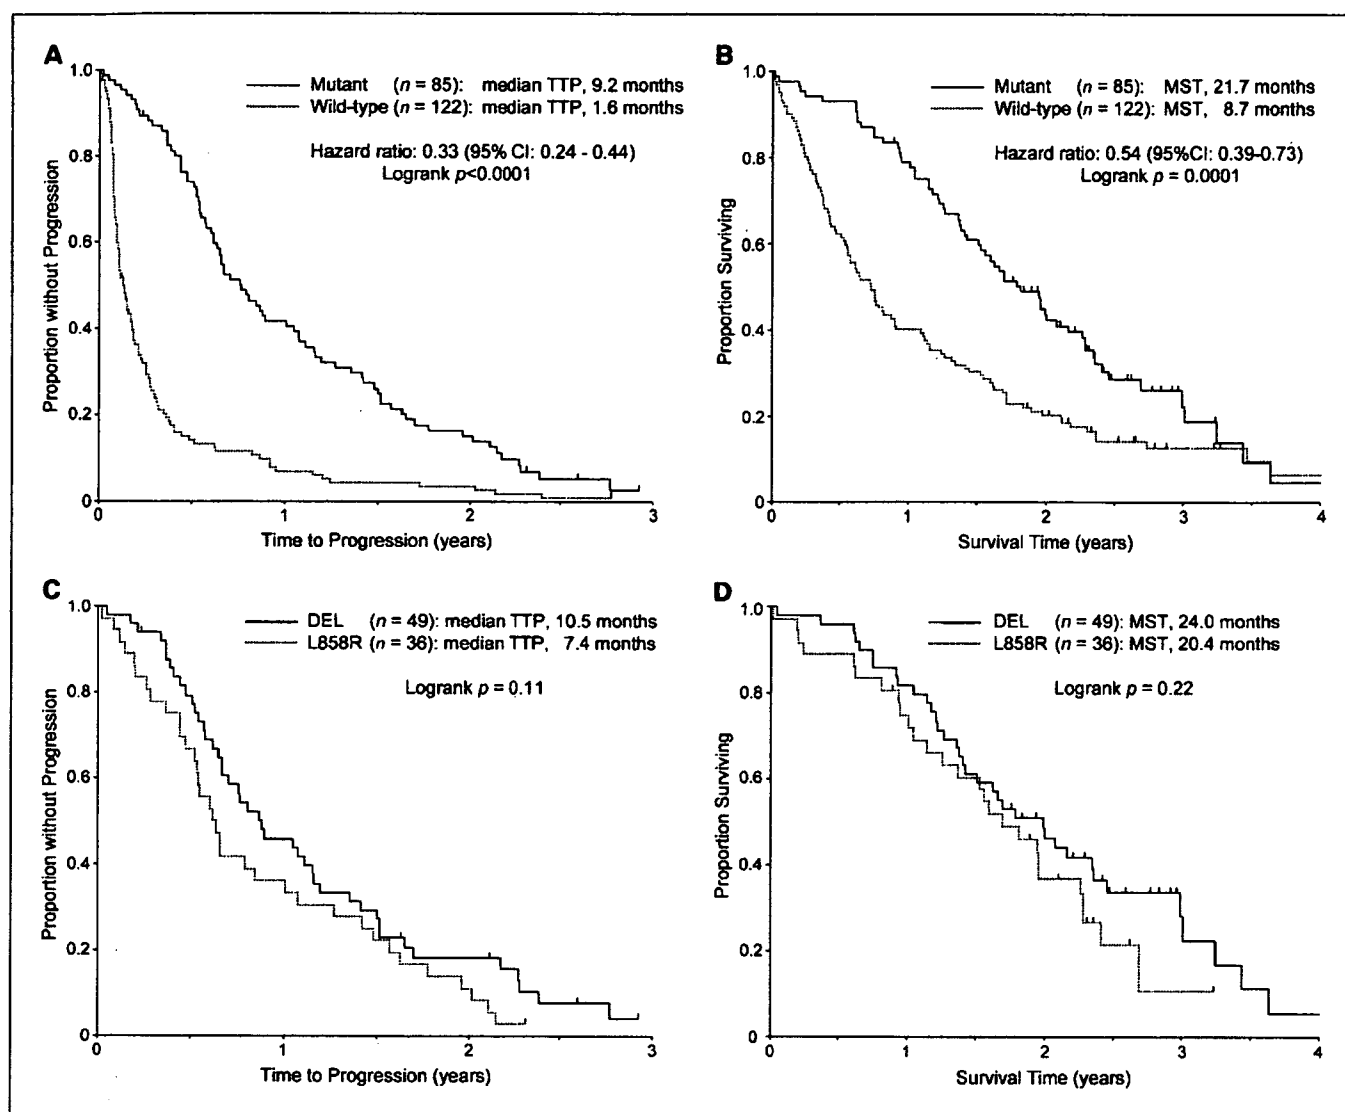 A
Mutant (n = 85): median TTP, 9.2 months
Wild-type (n = 122): median TTP, 1.6 months
Hazard ratio: 0.33 (95% CI: 0.24 - 0.44)
Logrank p<0.0001
Proportion without Progression
1.0
0.8
0.6
0.4
0.2
0
0 1 2 3
Time to Progression (years)
B
Mutant (n = 85): MST, 21.7 months
Wild-type (n = 122): MST, 8.7 months
Hazard ratio: 0.54 (95%CI: 0.39-0.73)
Logrank p = 0.0001
Proportion Surviving
1.0
0.8
0.6
0.4
0.2
0
0 1 2 3 4
Survival Time (years)
C
DEL (n = 49): median TTP, 10.5 months
L858R (n = 36): median TTP, 7.4 months
Logrank p = 0.11
Proportion without Progression
1.0
0.8
0.6
0.4
0.2
0
0 1 2 3
Time to Progression (years)
D
DEL (n = 49): MST, 24.0 months
L858R (n = 36): MST, 20.4 months
Logrank p = 0.22
Proportion Surviving
1.0
0.8
0.6
0.4
0.2
0
0 1 2 3 4
Survival Time (years)